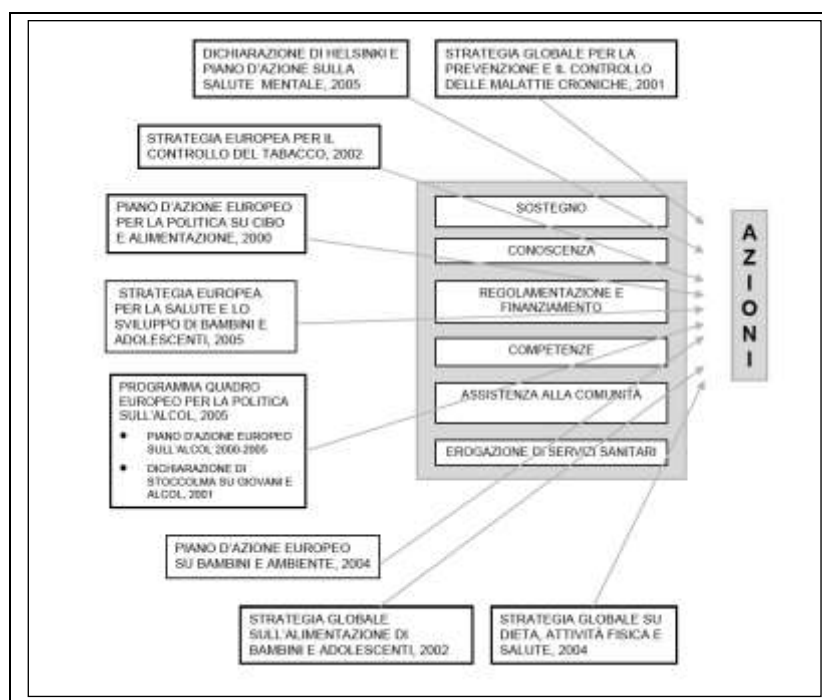 DICHIARAZIONE DI HELSINKI E
PIANO D'AZIONE SULLA
SALUTE MENTALE, 2005
STRATEGIA GLOBALE PER LA
PREVENZIONE E IL CONTROLLO
DELLE MALATTIE CRONICHE, 2001
STRATEGIA EUROPEA PER IL
CONTROLLO DEL TABACCO, 2002
PIANO D'AZIONE EUROPEO
PER LA POLITICA SU CIBO
E ALIMENTAZIONE, 2000
STRATEGIA EUROPEA
PER LA SALUTE E LO
SVILUPPO DI BAMBINI E
ADOLESCENTI, 2005
PROGRAMMA QUADRO
EUROPEO PER LA POLITICA
SULL'ALCOL, 2005
• PIANO D'AZIONE EUROPEO
SULL'ALCOL 2000-2005
• DICHIARAZIONE DI
STOCCOLMA SU GIOVANI E
ALCOL, 2001
PIANO D'AZIONE EUROPEO
SU BAMBINI E AMBIENTE, 2004
STRATEGIA GLOBALE
SULL'ALIMENTAZIONE DI
BAMBINI E ADOLESCENTI, 2002
STRATEGIA GLOBALE SU
DIETA, ATTIVITÀ FISICA E
SALUTE, 2004
SOSTEGNO
CONOSCENZA
REGOLAMENTAZIONE E
FINANZIAMENTO
COMPETENZE
ASSISTENZA ALLA COMUNITÀ
EROGAZIONE DI SERVIZI SANITARI
AZIONI